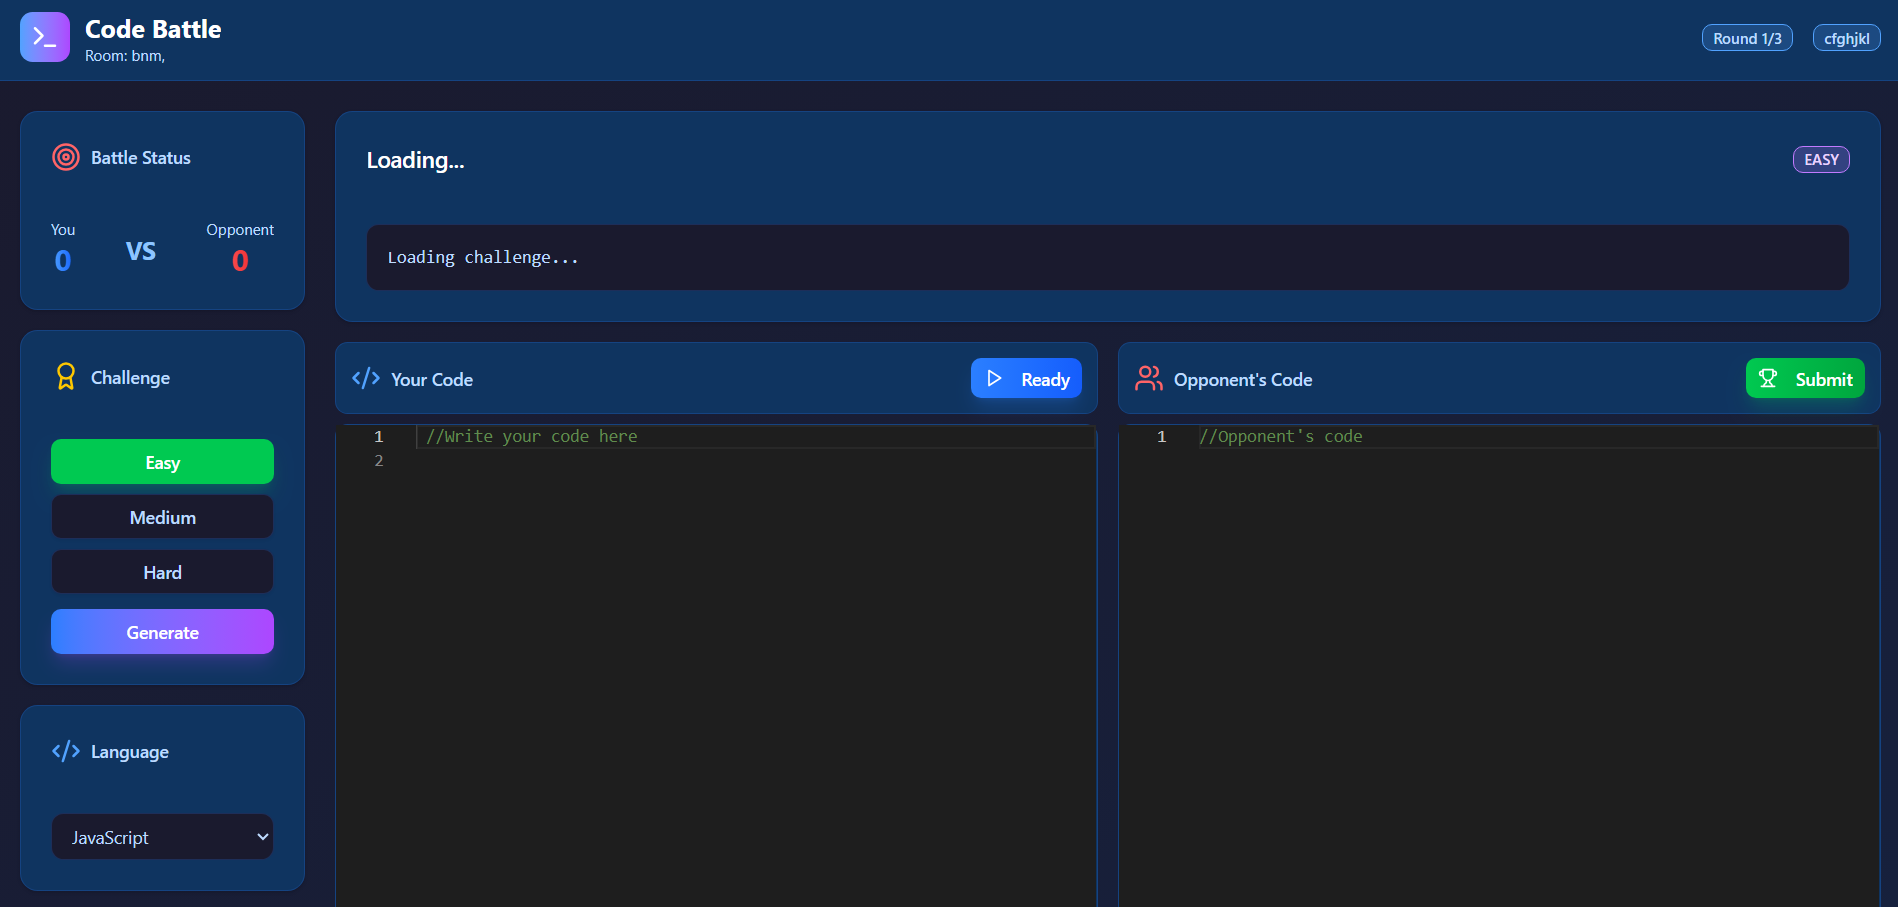 Code Battle
Room: bnm,
Round 1/3
cfghjkl
Battle Status
You
Opponent
0
VS
0
Challenge
Easy
Medium
Hard
Generate
Language
JavaScript
Loading...
EASY
Loading challenge...
Your Code
Ready
1 //Write your code here
2
Opponent's Code
Submit
1 //Opponent's code